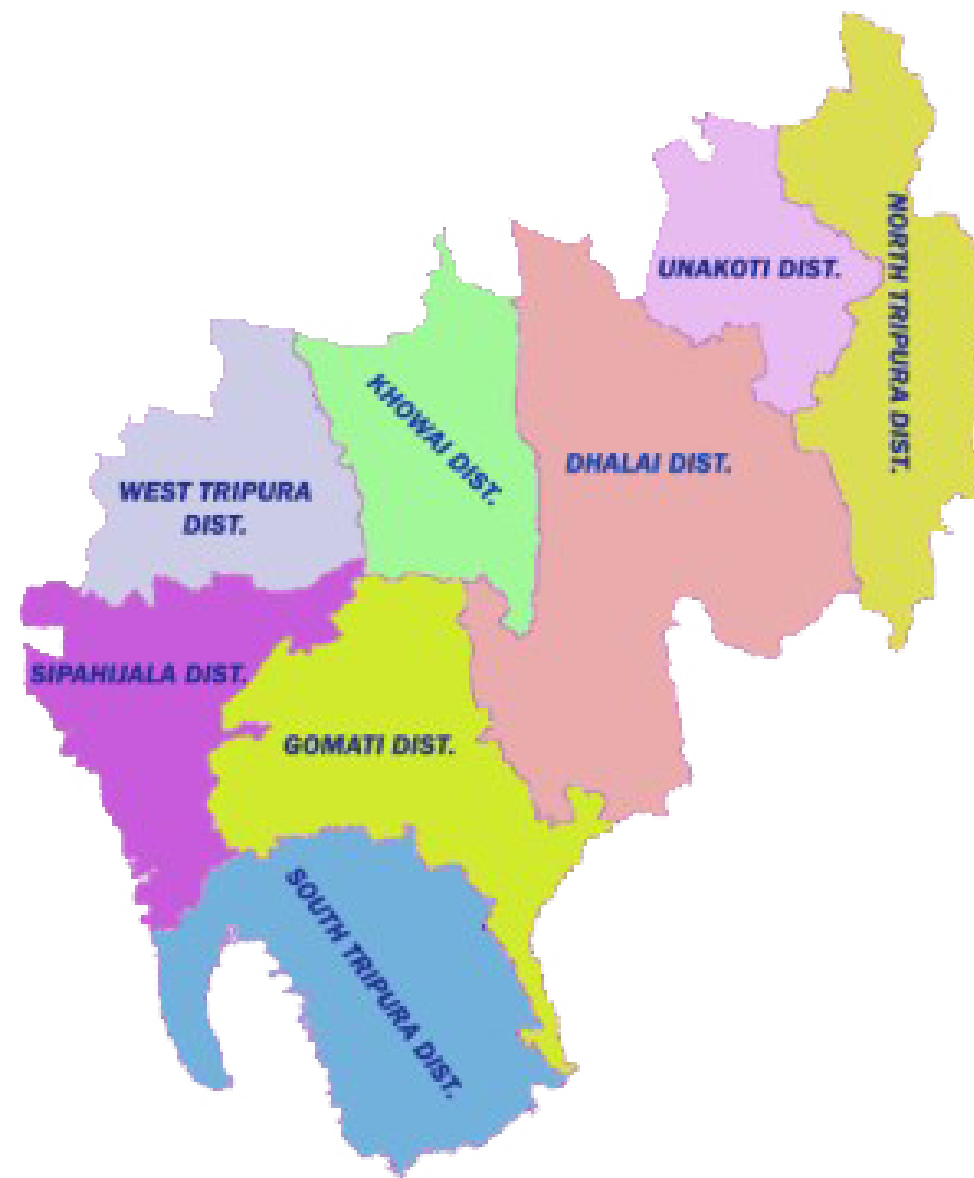 NORTH TRIPURA DIST.
UNAKOTI DIST.
KHOWAI DIST.
DHALAI DIST.
WEST TRIPURA
DIST.
SIPAHIJALA DIST.
GOMATI DIST.
SOUTH TRIPURA DIST.